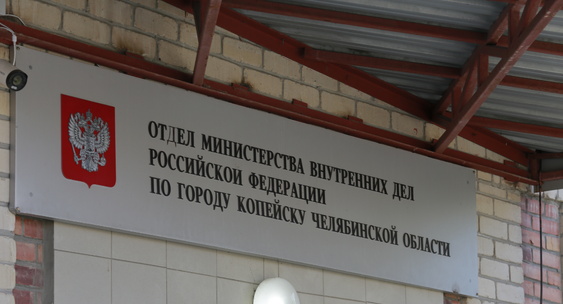 ОТДЕЛ МИНИСТЕРСТВА ВНУТРЕННИХ ДЕЛ
РОССИЙСКОЙ ФЕДЕРАЦИИ
ПО ГОРОДУ КОПЕЙСКУ ЧЕЛЯБИНСКОЙ ОБЛАСТИ